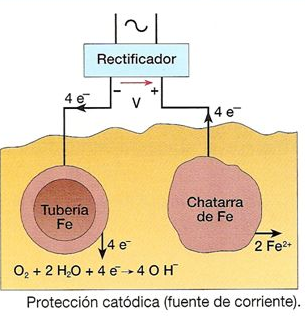 Rectificador
4 e⁻
−
+
V
4 e⁻
Tubería
Fe
Chatarra
de Fe
4 e⁻
2 Fe²⁺
O₂ + 2 H₂O + 4 e⁻ → 4 O H⁻
Protección catódica (fuente de corriente).